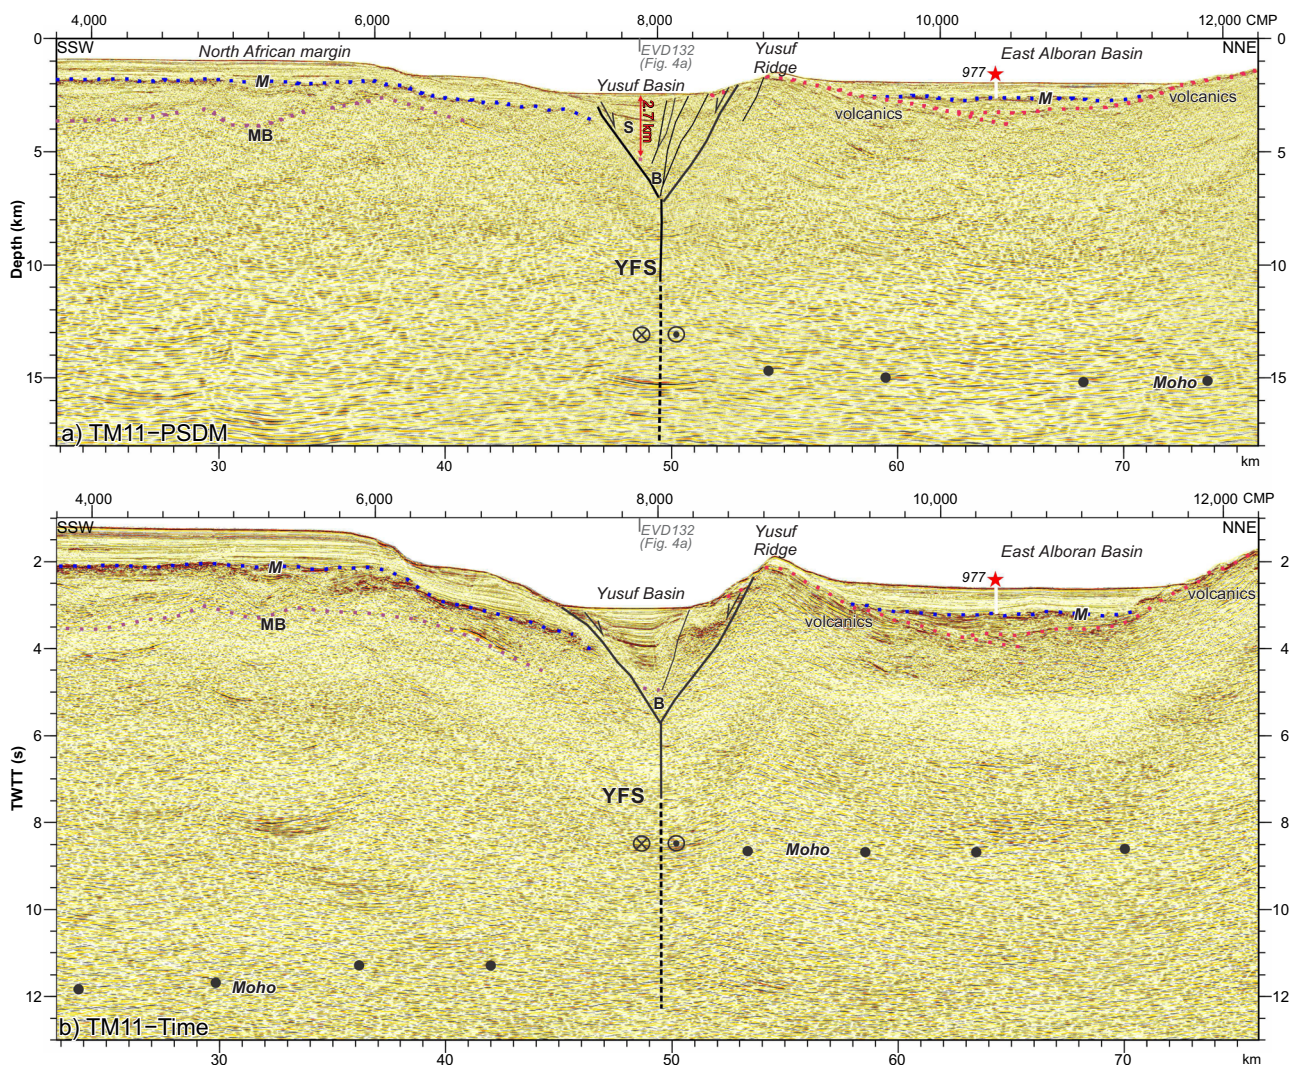 4,000 6,000 8,000 10,000 12,000 CMP
0 SSW North African margin EVD132 Yusuf East Alboran Basin NNE 0
(Fig. 4a) Ridge
M Yusuf Basin 977 M volcanics
MB S 2.7 km volcanics
5 5
B
Depth (km)
10 YFS 10
15 Moho 15
a) TM11−PSDM
30 40 50 60 70 km
4,000 6,000 8,000 10,000 12,000 CMP
SSW EVD132 Yusuf East Alboran Basin NNE
(Fig. 4a) Ridge
2 M Yusuf Basin 977 2
M volcanics
MB volcanics
4 4
B
6 6
TWTT (s)
YFS
8 8
Moho
10 10
Moho
12 12
b) TM11−Time
30 40 50 60 70 km